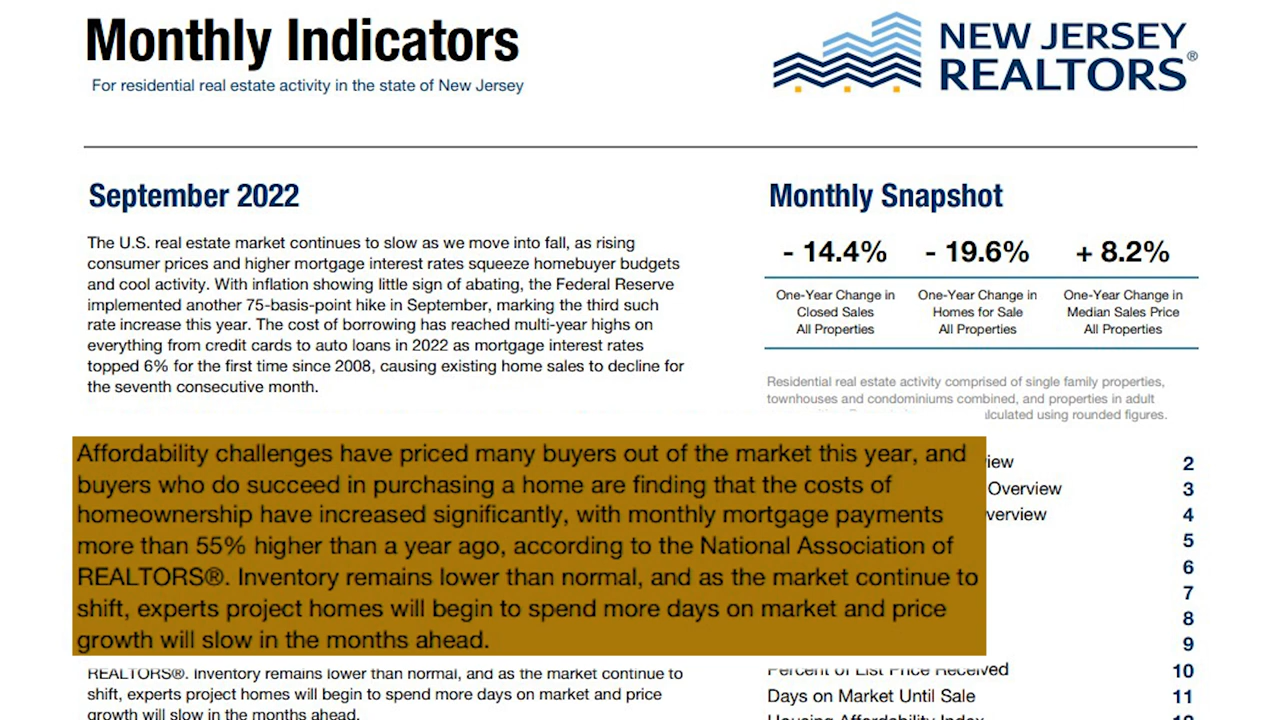 Monthly Indicators
For residential real estate activity in the state of New Jersey
NEW JERSEY
REALTORS®
September 2022
The U.S. real estate market continues to slow as we move into fall, as rising
consumer prices and higher mortgage interest rates squeeze homebuyer budgets
and cool activity. With inflation showing little sign of abating, the Federal Reserve
implemented another 75-basis-point hike in September, marking the third such
rate increase this year. The cost of borrowing has reached multi-year highs on
everything from credit cards to auto loans in 2022 as mortgage interest rates
topped 6% for the first time since 2008, causing existing home sales to decline for
the seventh consecutive month.
Affordability challenges have priced many buyers out of the market this year, and
buyers who do succeed in purchasing a home are finding that the costs of
homeownership have increased significantly, with monthly mortgage payments
more than 55% higher than a year ago, according to the National Association of
REALTORS®. Inventory remains lower than normal, and as the market continue to
shift, experts project homes will begin to spend more days on market and price
growth will slow in the months ahead.
REALTORS®. Inventory remains lower than normal, and as the market continue to
shift, experts project homes will begin to spend more days on market and price
growth will slow in the months ahead.
Monthly Snapshot
- 14.4% - 19.6% + 8.2%
One-Year Change in One-Year Change in One-Year Change in
Closed Sales Homes for Sale Median Sales Price
All Properties All Properties All Properties
Residential real estate activity comprised of single family properties,
townhouses and condominiums combined, and properties in adult
calculated using rounded figures.
iew 2
Overview 3
verview 4
5
6
7
8
9
Percent of List Price Received 10
Days on Market Until Sale 11
Housing Affordability Index